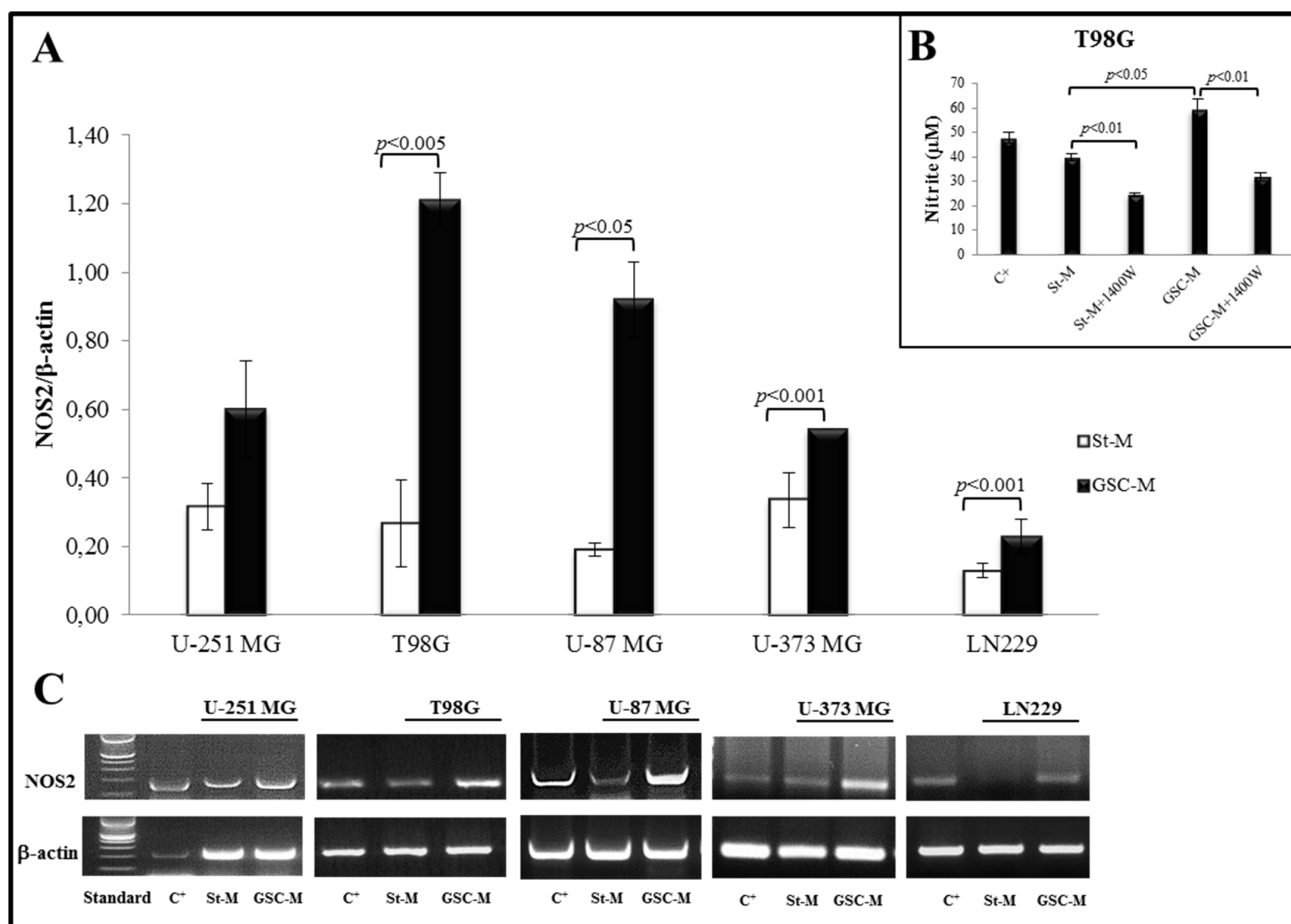 A
NOS2/β-actin
1,40
1,20
1,00
0,80
0,60
0,40
0,20
0,00
p<0.005
p<0.05
p<0.001
p<0.001
U-251 MG
T98G
U-87 MG
U-373 MG
LN229
St-M
GSC-M
B
T98G
Nitrite (μM)
70
60
50
40
30
20
10
0
p<0.05
p<0.01
p<0.01
C+
St-M
St-M+1400W
GSC-M
GSC-M+1400W
C
U-251 MG
T98G
U-87 MG
U-373 MG
LN229
NOS2
β-actin
Standard C+ St-M GSC-M C+ St-M GSC-M C+ St-M GSC-M C+ St-M GSC-M C+ St-M GSC-M